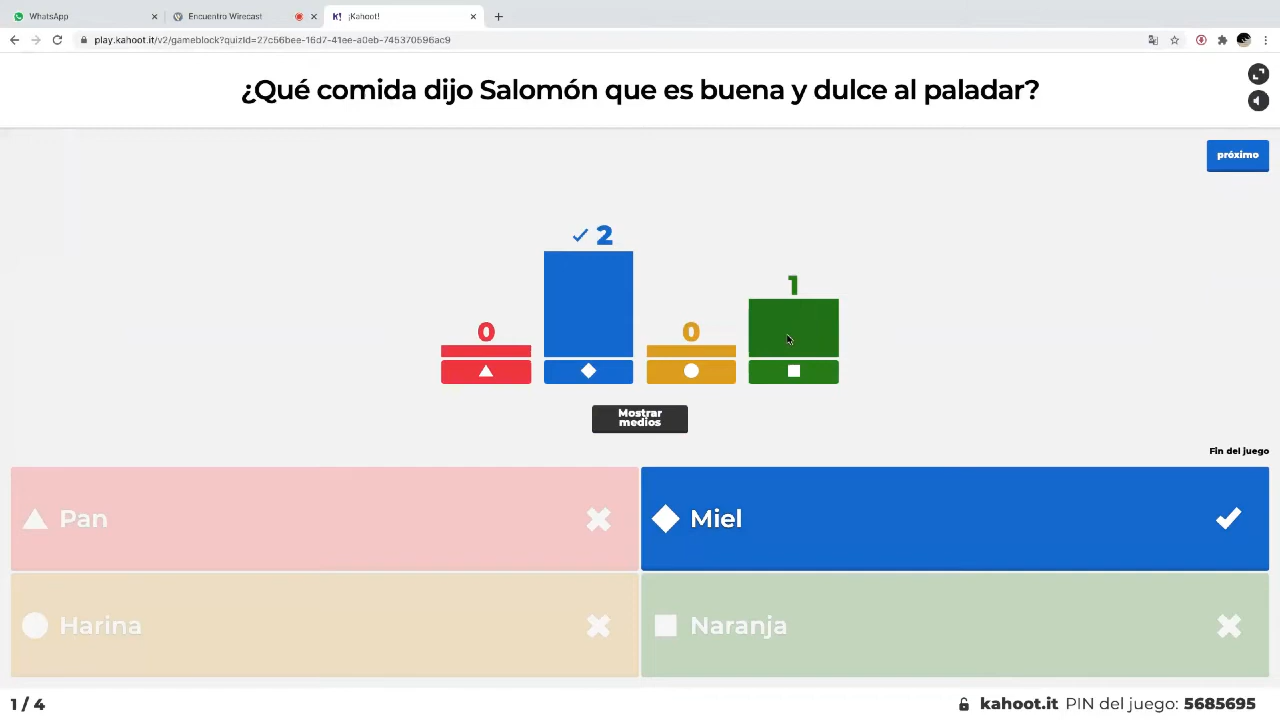 WhatsApp
Encuentro Wirecast
K! ¡Kahoot!
play.kahoot.it/v2/gameblock?quizId=27c56bee-16d7-41ee-a0eb-745370596ac9
¿Qué comida dijo Salomón que es buena y dulce al paladar?
próximo
0
2
0
1
Mostrar
medios
Fin del juego
Pan
Miel
Harina
Naranja
1 / 4
kahoot.it PIN del juego: 5685695